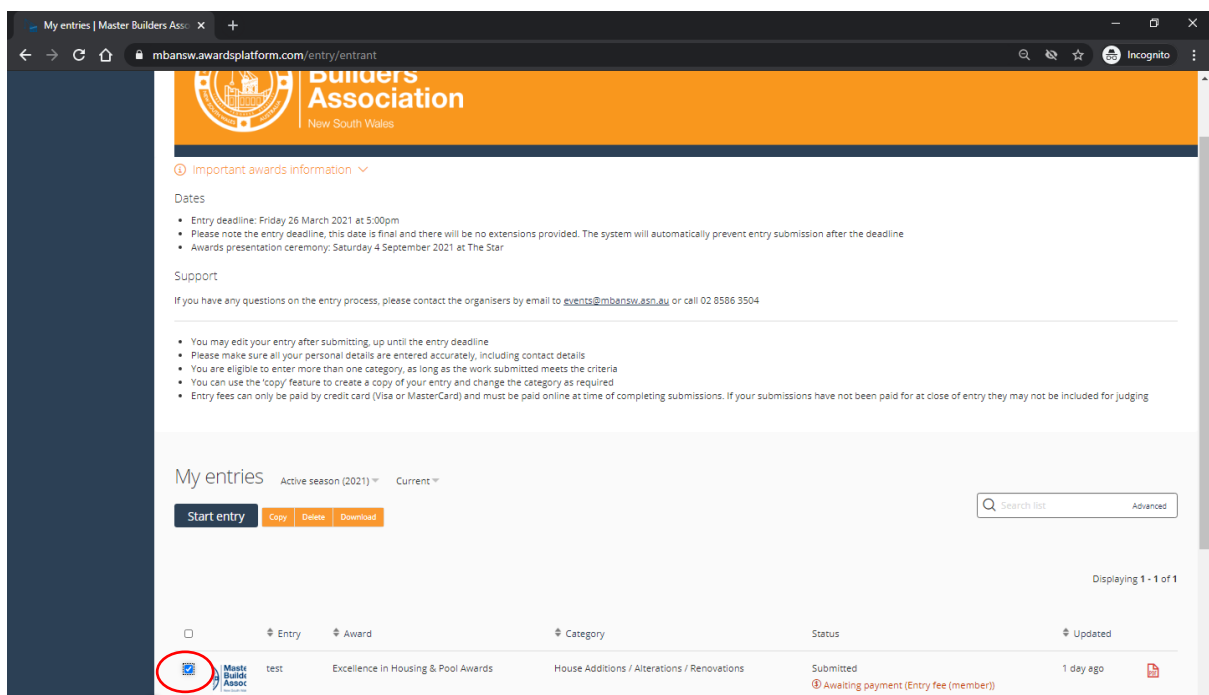 My entries | Master Builders Asso
mbansw.awardsplatform.com/entry/entrant
Incognito
Builders
Association
New South Wales
Important awards information
Dates
Entry deadline: Friday 26 March 2021 at 5:00pm
Please note the entry deadline, this date is final and there will be no extensions provided. The system will automatically prevent entry submission after the deadline
Awards presentation ceremony: Saturday 4 September 2021 at The Star
Support
If you have any questions on the entry process, please contact the organisers by email to events@mbansw.asn.au or call 02 8586 3504
You may edit your entry after submitting, up until the entry deadline
Please make sure all your personal details are entered accurately, including contact details
You are eligible to enter more than one category, as long as the work submitted meets the criteria
You can use the 'copy' feature to create a copy of your entry and change the category as required
Entry fees can only be paid by credit card (Visa or MasterCard) and must be paid online at time of completing submissions. If your submissions have not been paid for at close of entry they may not be included for judging
My entries Active season (2021) Current
Start entry Copy Delete Download
Search list Advanced
Displaying 1 - 1 of 1
Entry Award Category Status Updated
Maste
Builde
Assoc
test Excellence in Housing & Pool Awards House Additions / Alterations / Renovations Submitted 1 day ago
Awaiting payment (Entry fee (member))